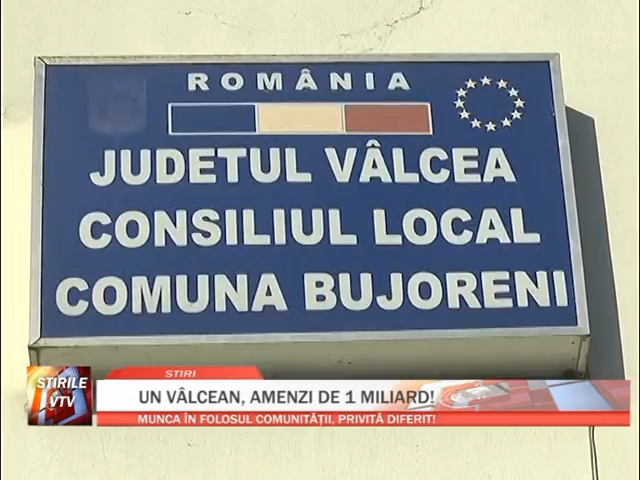 ROMÂNIA
JUDETUL VÂLCEA
CONSILIUL LOCAL
COMUNA BUJORENI
STIRI
ȘTIRILE
VTV
UN VÂLCEAN, AMENZI DE 1 MILIARD!
MUNCA ÎN FOLOSUL COMUNITĂȚII, PRIVITĂ DIFERIT!